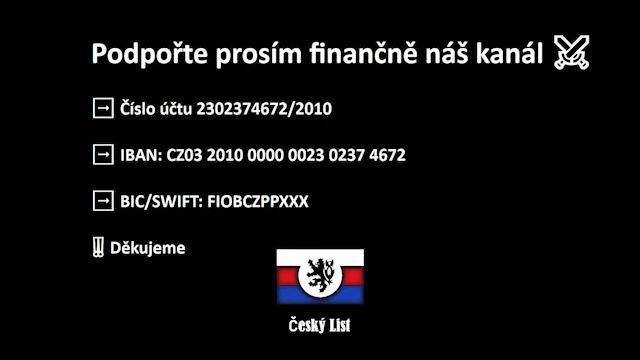 Podpořte prosím finančně náš kanál ⚔
➡ Číslo účtu 2302374672/2010
➡ IBAN: CZ03 2010 0000 0023 0237 4672
➡ BIC/SWIFT: FIOBCZPPXXX
‼ Děkujeme
Český List